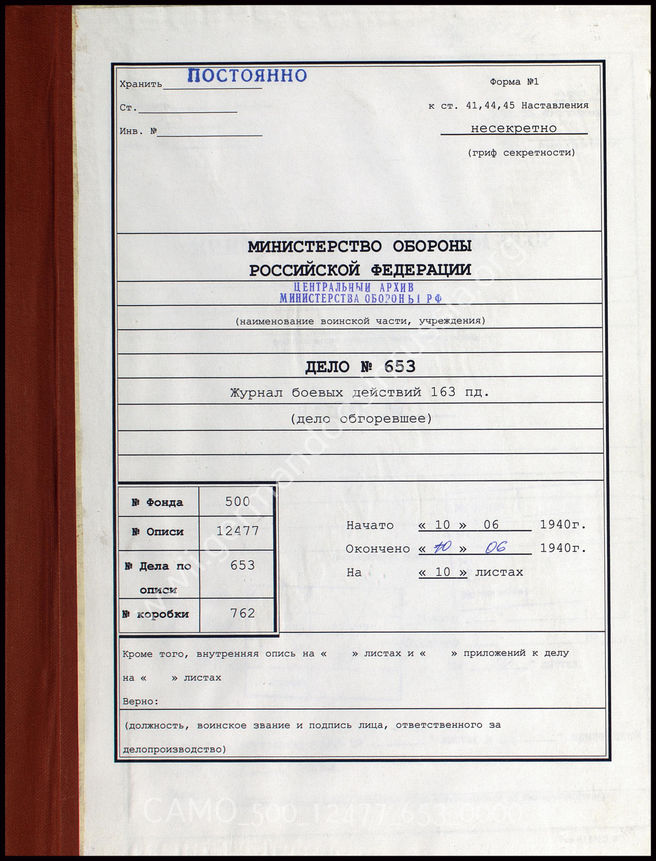 Хранить ПОСТОЯННО
Форма №1
Ст.
к ст. 41,44,45 Наставления
Инв. №
несекретно
(гриф секретности)
МИНИСТЕРСТВО ОБОРОНЫ
РОССИЙСКОЙ ФЕДЕРАЦИИ
ЦЕНТРАЛЬНЫЙ АРХИВ
МИНИСТЕРСТВА ОБОРОНЫ РФ
(наименование воинской части, учреждения)
ДЕЛО № 653
Журнал боевых действий 163 пд.
(дело обгоревшее)
№ Фонда 500
№ Описи 12477
№ Дела по описи 653
№ коробки 762
Начато « 10 » 06 1940г.
Окончено « 10 » 06 1940г.
На « 10 » листах
Кроме того, внутренняя опись на « » листах и « » приложений к делу
на « » листах
Верно:
(должность, воинское звание и подпись лица, ответственного за
делопроизводство)
CAMO_500_12477_653_0000